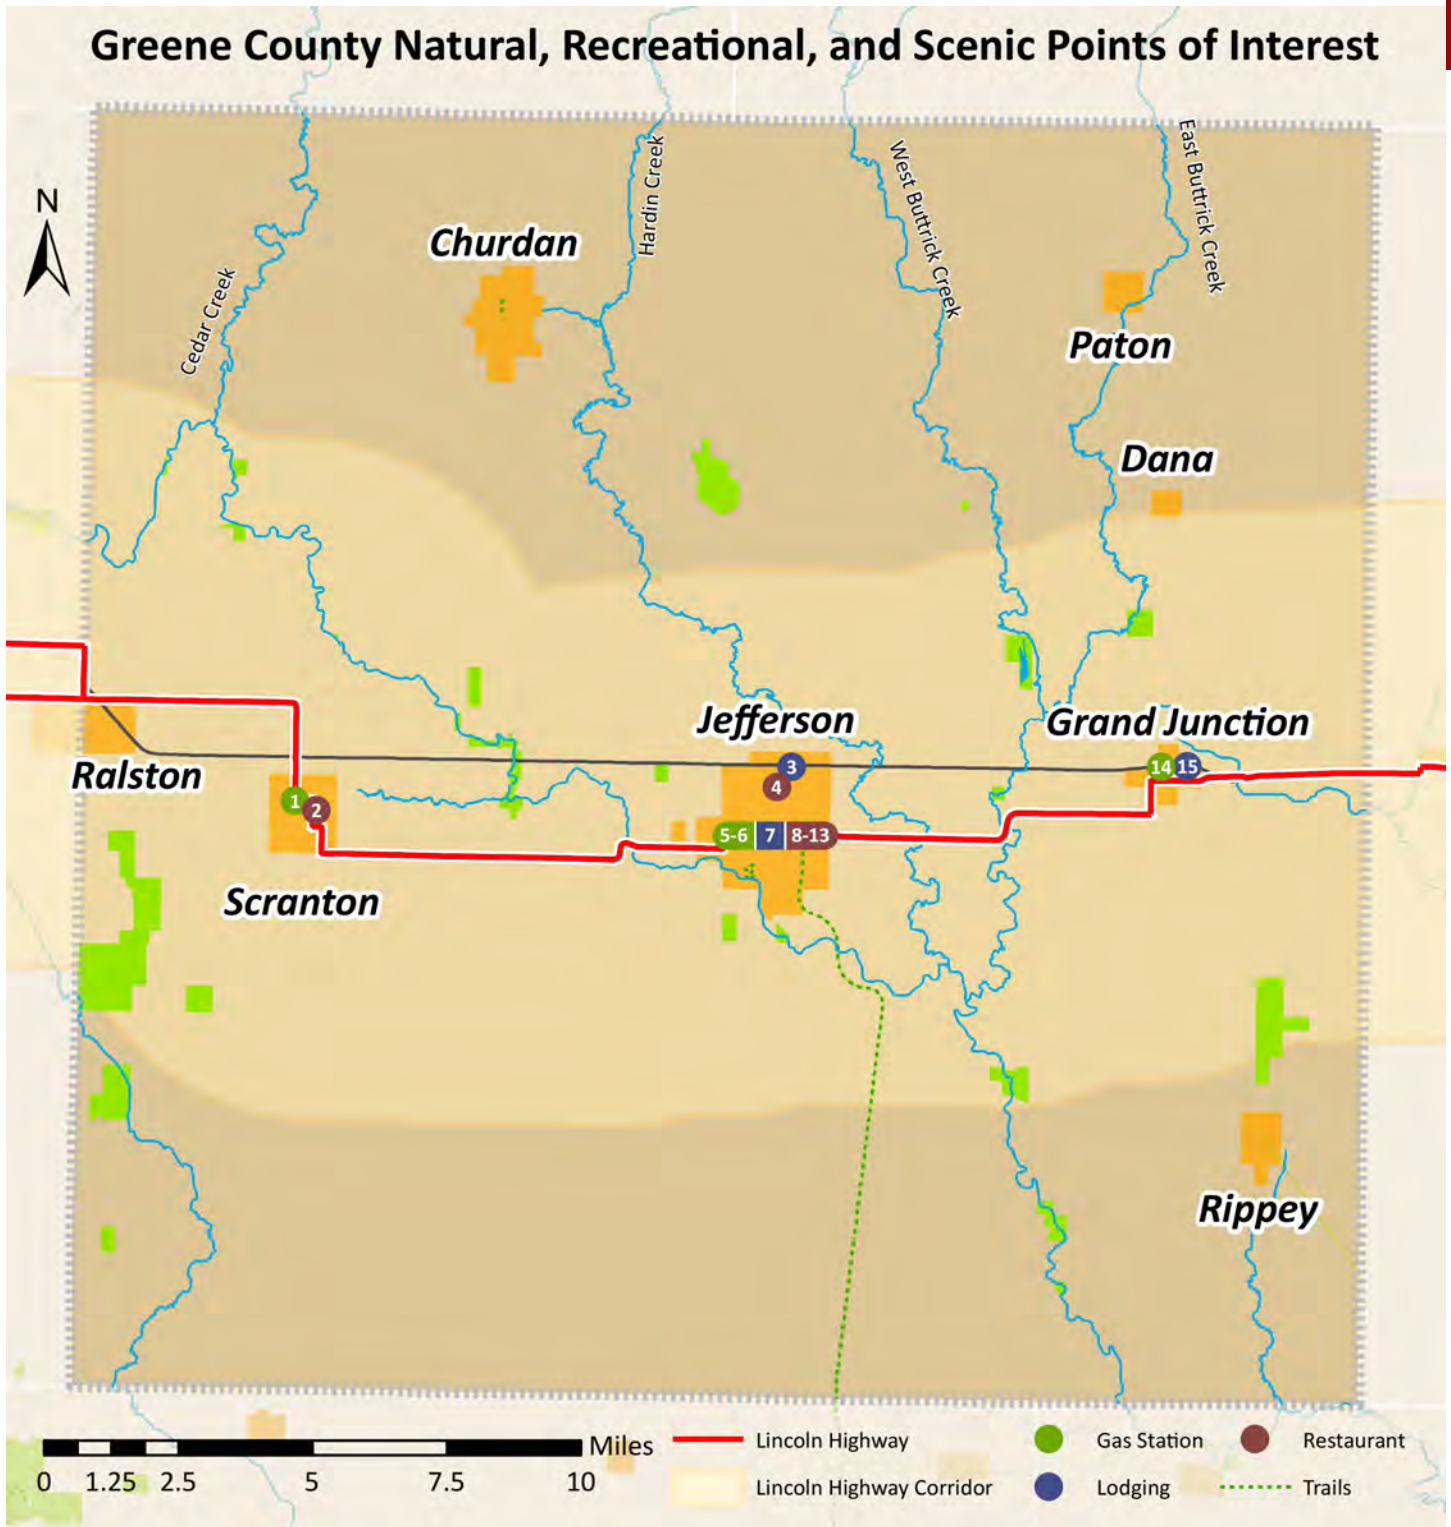 Greene County Natural, Recreational, and Scenic Points of Interest
N
Cedar Creek
Hardin Creek
West Buttrick Creek
East Buttrick Creek
Churdan
Paton
Dana
Jefferson
Grand Junction
Ralston
Scranton
Rippey
1
2
3
4
5-6
7
8-13
14
15
Miles
0 1.25 2.5 5 7.5 10
Lincoln Highway
Lincoln Highway Corridor
Gas Station
Lodging
Restaurant
Trails